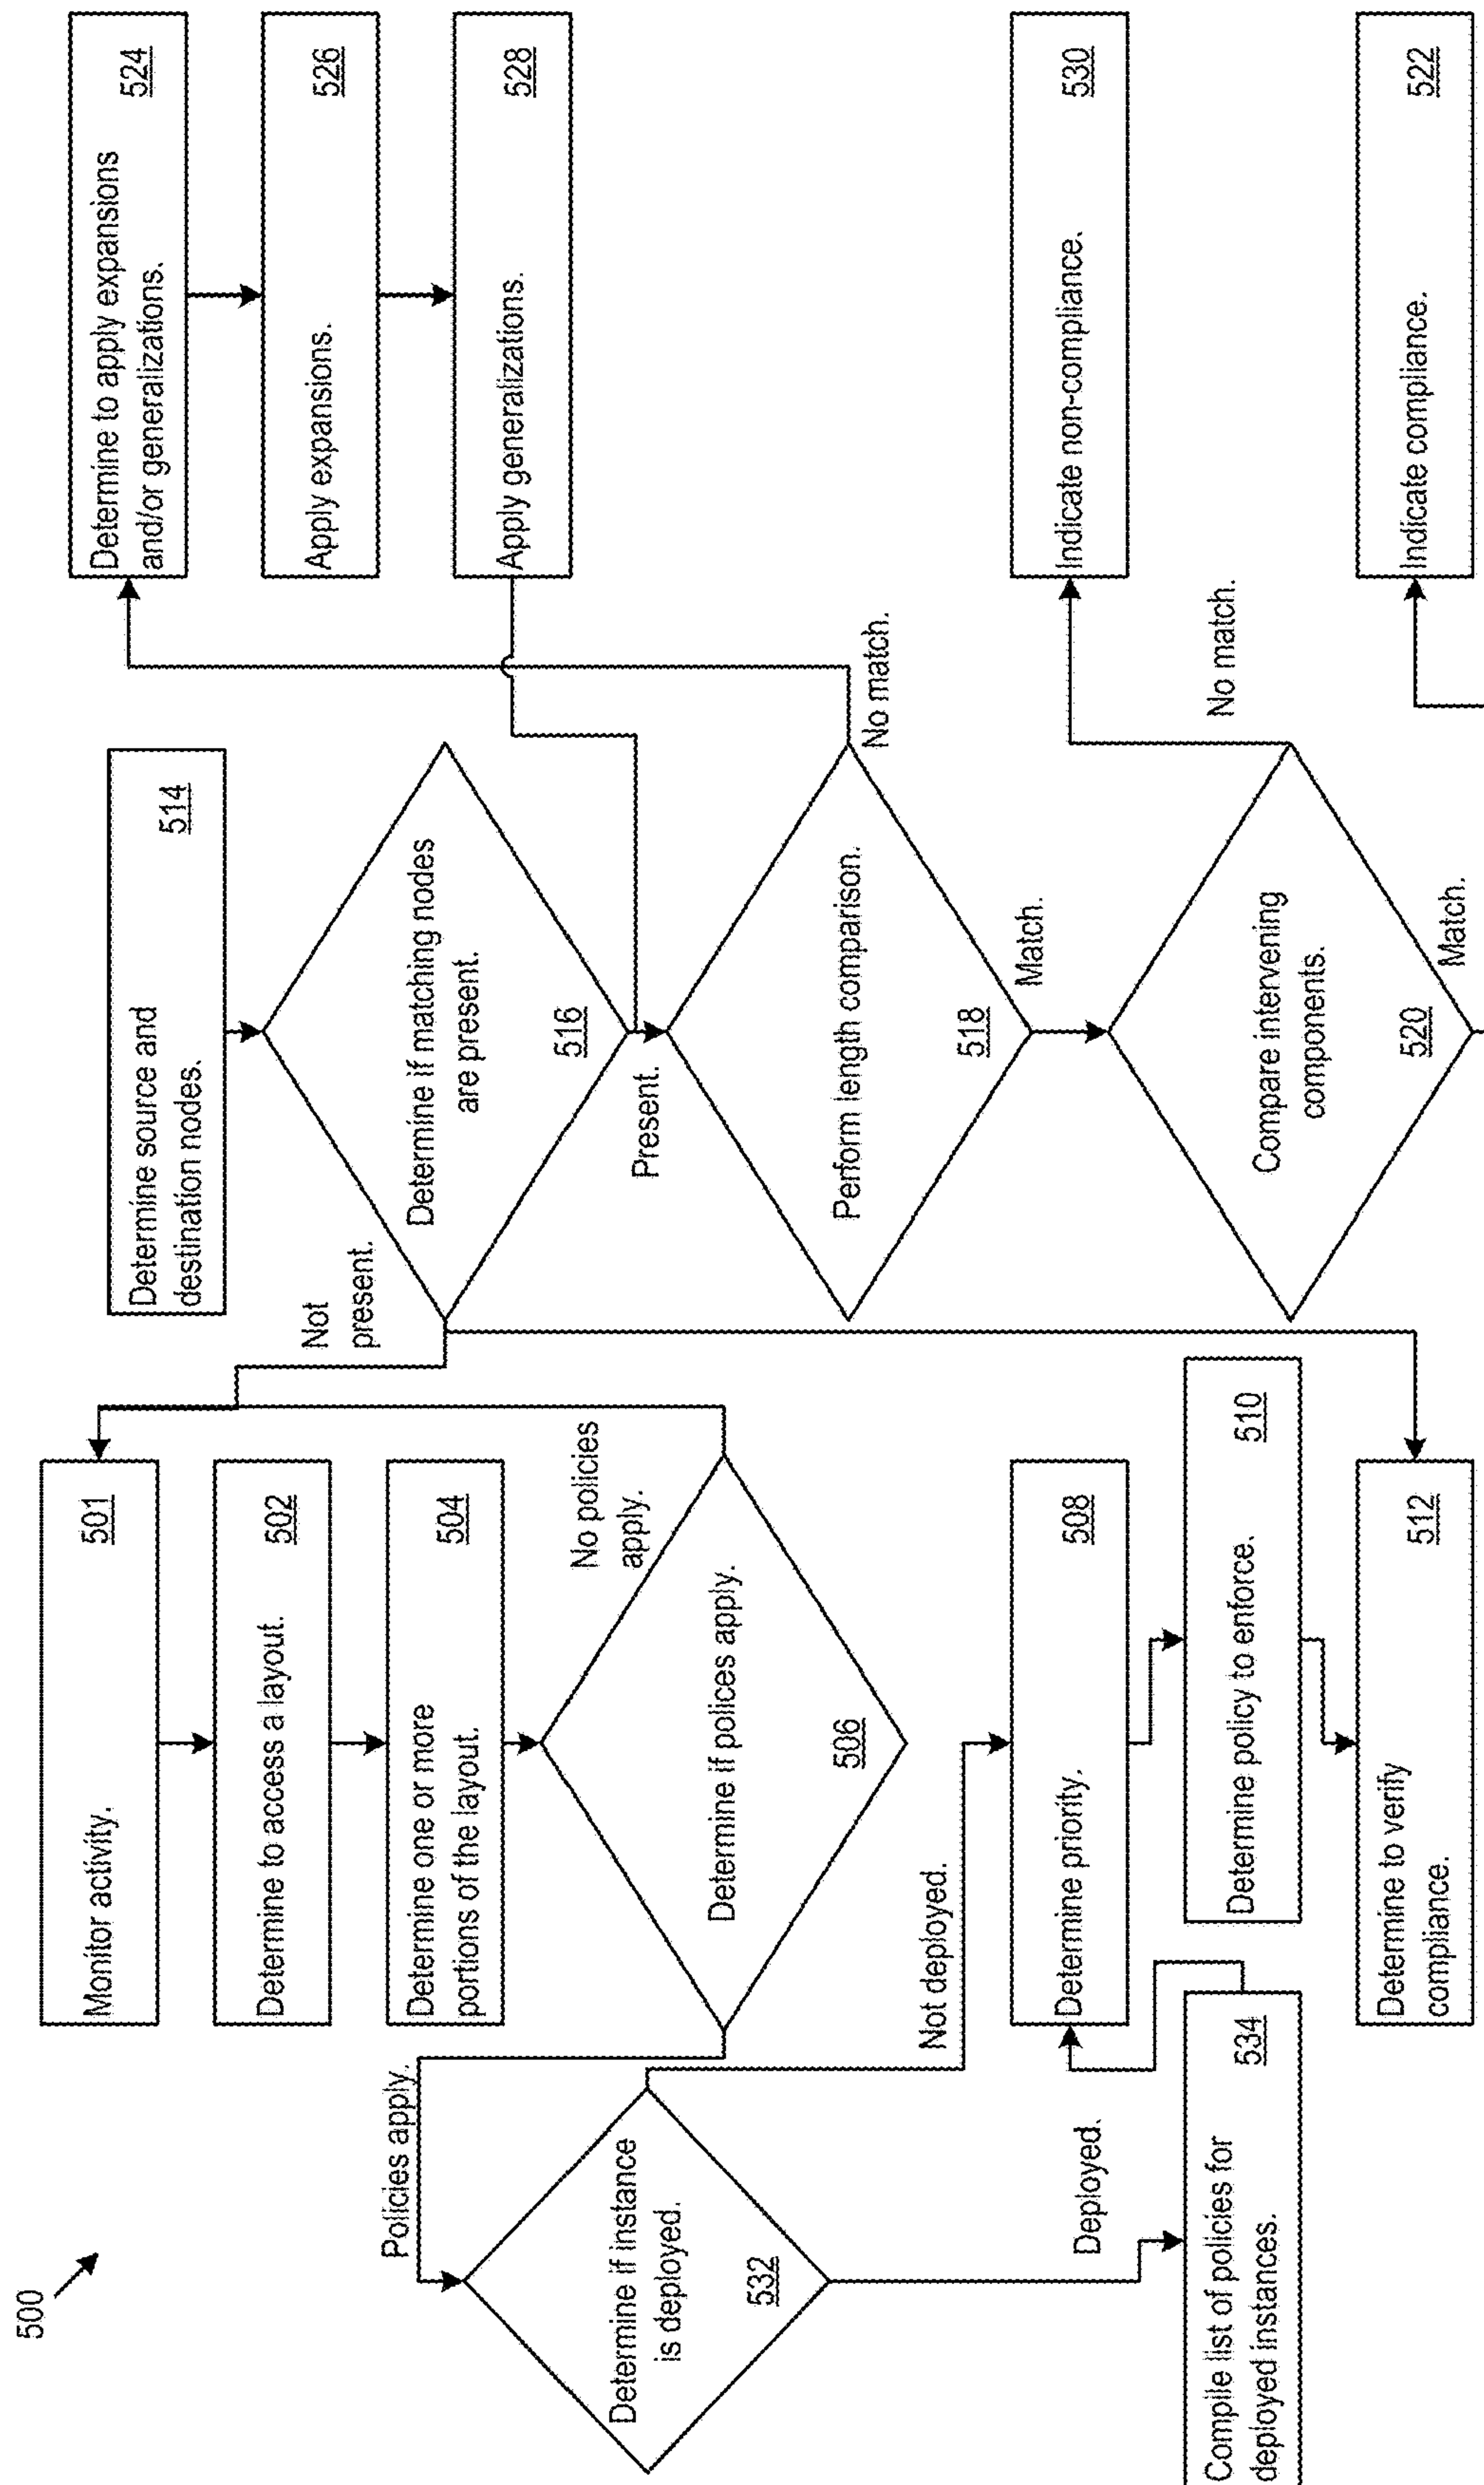 500
Monitor activity.
501
Determine to access a layout.
502
Determine one or more
portions of the layout.
504
Determine if polices apply.
506
No policies
apply.
Policies apply.
Determine if instance
is deployed.
532
Not deployed.
Deployed.
Compile list of policies for
deployed instances.
534
Determine priority.
508
Determine policy to enforce.
510
Determine to verify
compliance.
512
Determine source and
destination nodes.
514
Determine if matching nodes
are present.
516
Not
present.
Present.
Perform length comparison.
518
No match.
Match.
Compare intervening
components.
520
No match.
Match.
Determine to apply expansions
and/or generalizations.
524
Apply expansions.
526
Apply generalizations.
528
Indicate non-compliance.
530
Indicate compliance.
522